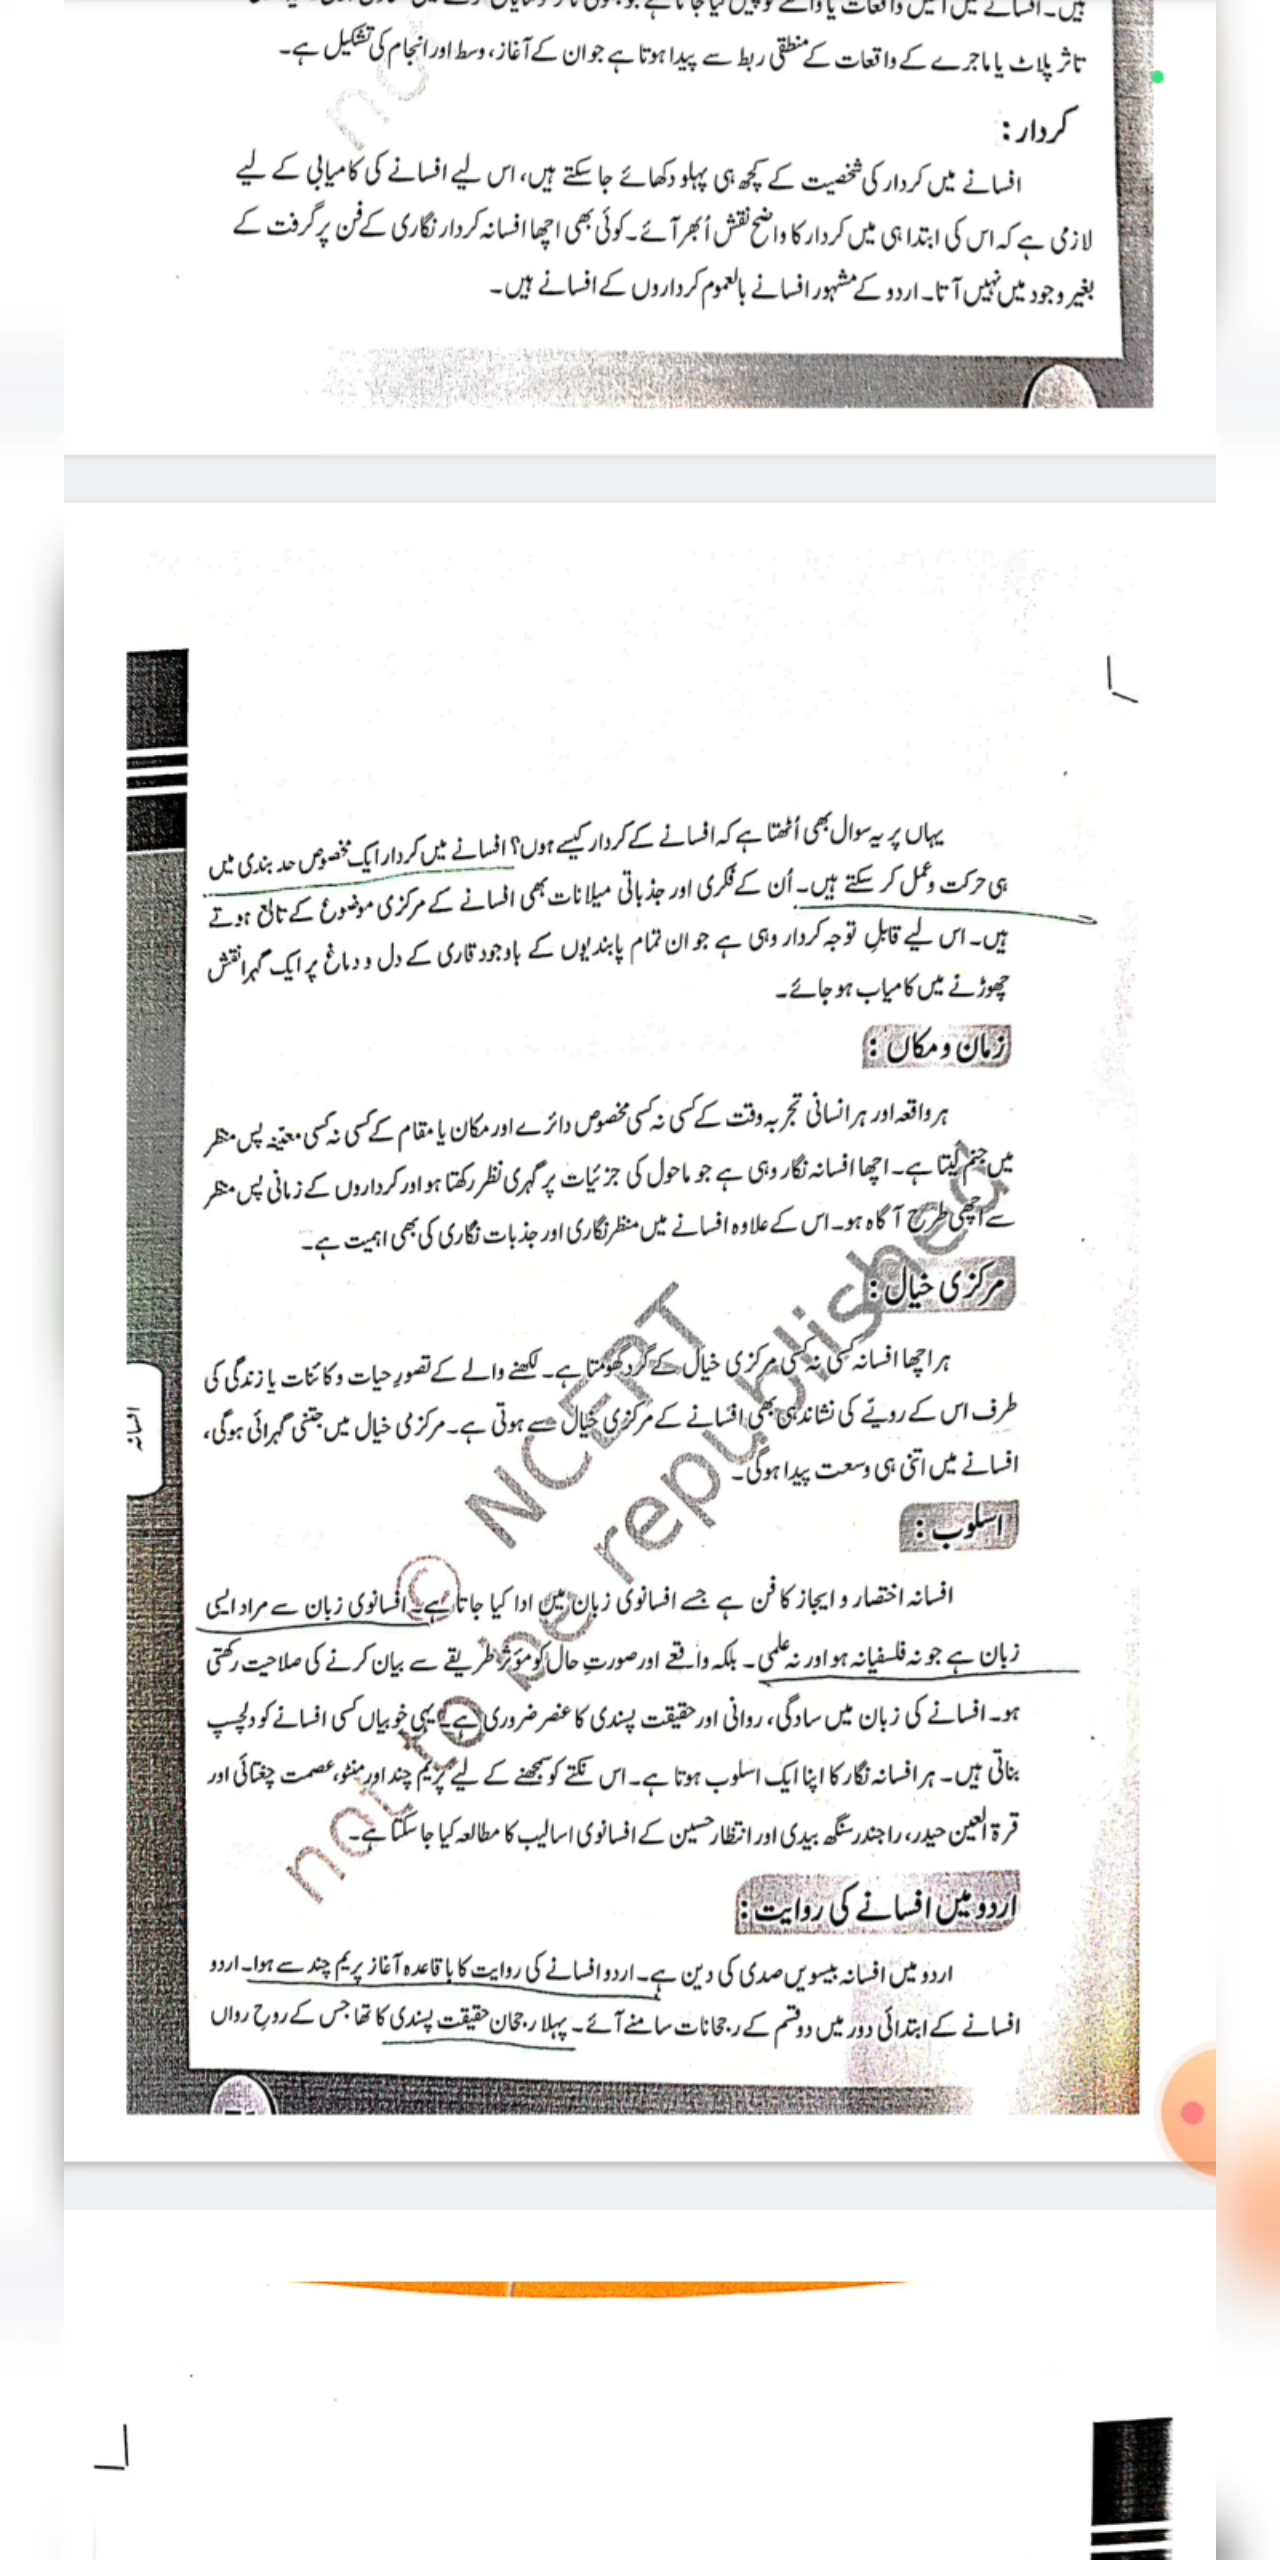 تاثر پلاٹ یا ماجرے کے واقعات کے منطقی ربط سے پیدا ہوتا ہے جو ان کے آغاز، وسط اور انجام کی تشکیل ہے۔
کردار :
افسانے میں کردار کی شخصیت کے کچھ ہی پہلو دکھائے جاسکتے ہیں، اس لیے افسانے کی کامیابی کے لیے
لازمی ہے کہ اس کی ابتدا ہی میں کردار کا واضح نقش اُبھر آئے۔ کوئی بھی اچھا افسانہ کردار نگاری کے فن پر گرفت کے
بغیر وجود میں نہیں آتا۔ اردو کے مشہور افسانے بالعموم کرداروں کے افسانے ہیں۔
یہاں پر یہ سوال بھی اُٹھتا ہے کہ افسانے کے کردار کیسے ہوں؟ افسانے میں کردار ایک مخصوص حد بندی میں
ہی حرکت و عمل کر سکتے ہیں۔ اُن کے فکری اور جذباتی میلانات بھی افسانے کے مرکزی موضوع کے تابع ہوتے
ہیں۔ اس لیے قابلِ توجہ کردار وہی ہے جو ان تمام پابندیوں کے باوجود قاری کے دل و دماغ پر ایک گہرا نقش
چھوڑنے میں کامیاب ہو جائے۔
زمان و مکاں :
ہر واقعہ اور ہر انسانی تجربہ وقت کے کسی نہ کسی مخصوص دائرے اور مکان یا مقام کے کسی نہ کسی معینہ پس منظر
میں جنم لیتا ہے۔ اچھا افسانہ نگار وہی ہے جو ماحول کی جزئیات پر گہری نظر رکھتا ہو اور کرداروں کے زمانی پس منظر
سے اچھی طرح آگاہ ہو۔ اس کے علاوہ افسانے میں منظر نگاری اور جذبات نگاری کی بھی اہمیت ہے۔
مرکزی خیال :
ہر اچھا افسانہ کسی نہ کسی مرکزی خیال کے گرد گھومتا ہے۔ لکھنے والے کے تصورِ حیات و کائنات یا زندگی کی
طرف اس کے رویّے کی نشاندہی بھی افسانے کے مرکزی خیال سے ہوتی ہے۔ مرکزی خیال میں جتنی گہرائی ہوگی،
افسانے میں اتنی ہی وسعت پیدا ہوگی۔
افسانہ
اسلوب :
افسانہ اختصار و ایجاز کا فن ہے جسے افسانوی زبان میں ادا کیا جاتا ہے۔ افسانوی زبان سے مراد ایسی
زبان ہے جو نہ فلسفیانہ ہو اور نہ علمی۔ بلکہ واقعے اور صورتِ حال کو مؤثر طریقے سے بیان کرنے کی صلاحیت رکھتی
ہو۔ افسانے کی زبان میں سادگی، روانی اور حقیقت پسندی کا عنصر ضروری ہے۔ یہی خوبیاں کسی افسانے کو دلچسپ
بناتی ہیں۔ ہر افسانہ نگار کا اپنا ایک اسلوب ہوتا ہے۔ اس نکتے کو سمجھنے کے لیے پریم چند اور منٹو، عصمت چغتائی اور
قرۃ العین حیدر، راجندر سنگھ بیدی اور انتظار حسین کے افسانوی اسالیب کا مطالعہ کیا جاسکتا ہے۔
اردو میں افسانے کی روایت :
اردو میں افسانہ بیسویں صدی کی دین ہے۔ اردو افسانے کی روایت کا باقاعدہ آغاز پریم چند سے ہوا۔ اردو
افسانے کے ابتدائی دور میں دو قسم کے رجحانات سامنے آئے۔ پہلا رجحان حقیقت پسندی کا تھا جس کے روحِ رواں
© NCERT
not to be republished